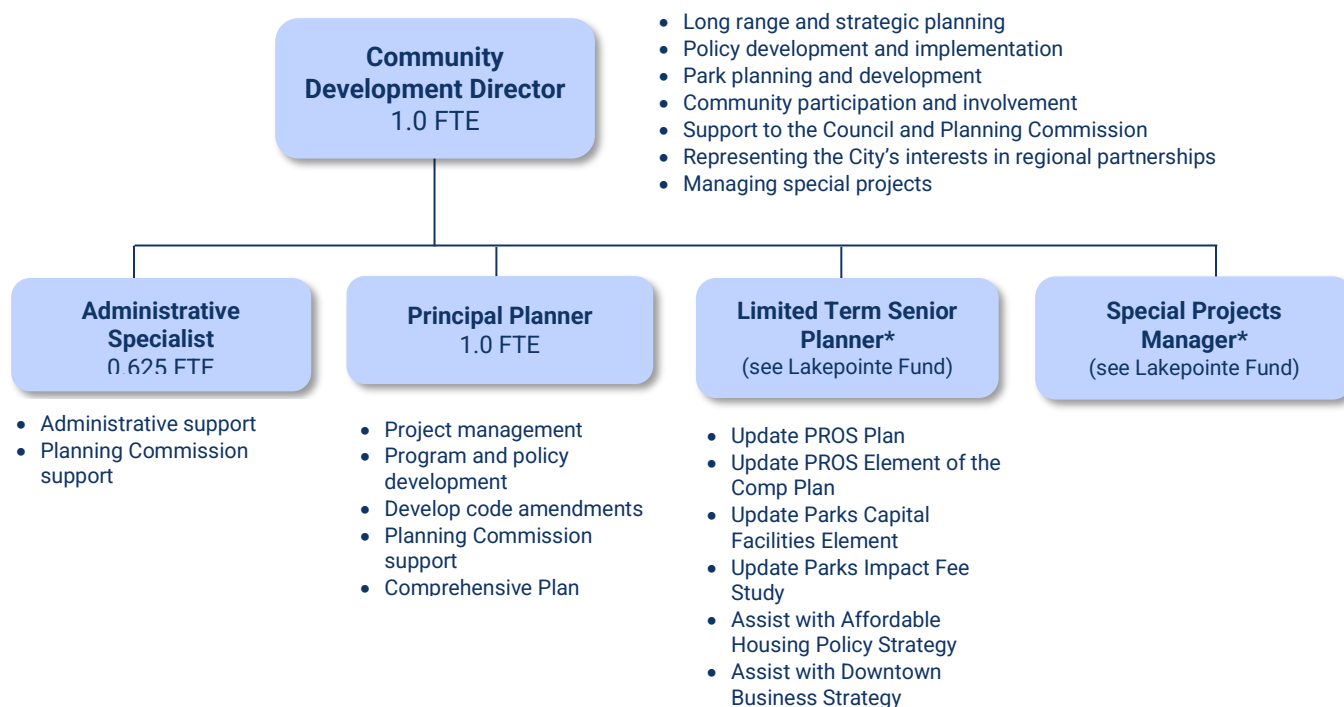 Community
Development Director
1.0 FTE
• Long range and strategic planning
• Policy development and implementation
• Park planning and development
• Community participation and involvement
• Support to the Council and Planning Commission
• Representing the City’s interests in regional partnerships
• Managing special projects
Administrative
Specialist
0.625 FTE
• Administrative support
• Planning Commission
support
Principal Planner
1.0 FTE
• Project management
• Program and policy
development
• Develop code amendments
• Planning Commission
support
• Comprehensive Plan
Limited Term Senior
Planner*
(see Lakepointe Fund)
• Update PROS Plan
• Update PROS Element of the
Comp Plan
• Update Parks Capital
Facilities Element
• Update Parks Impact Fee
Study
• Assist with Affordable
Housing Policy Strategy
• Assist with Downtown
Business Strategy
Special Projects
Manager*
(see Lakepointe Fund)